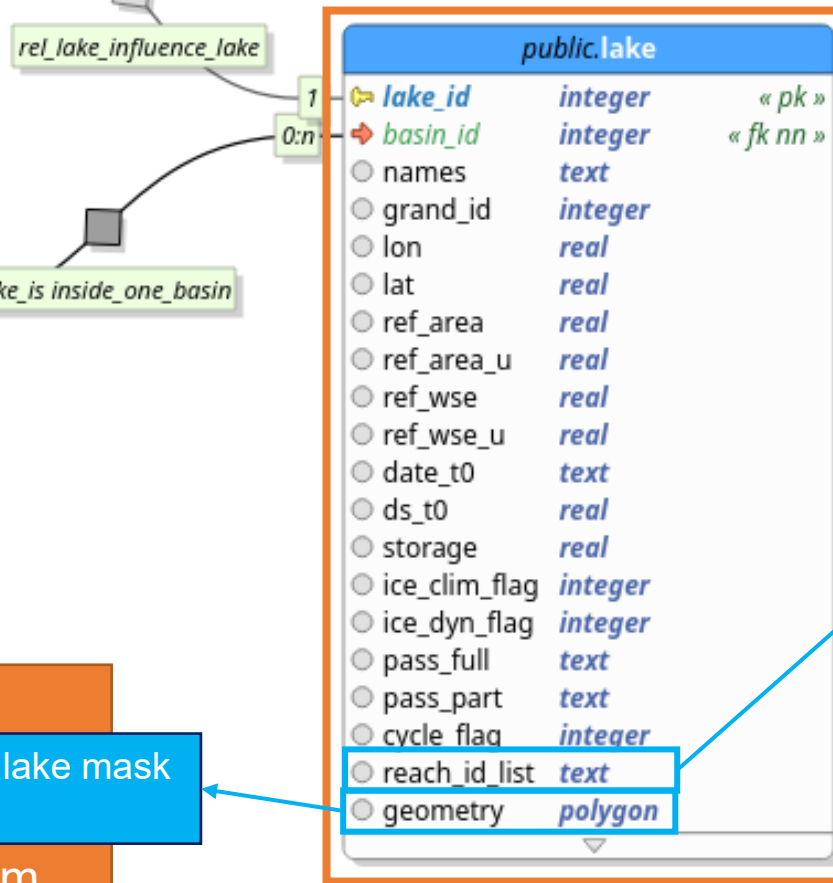 rel_lake_influence_lake
public.lake
1
lake_id integer « pk »
0:n
basin_id integer « fk nn »
names text
grand_id integer
lon real
lat real
ref_area real
ref_area_u real
ref_wse real
ref_wse_u real
date_t0 text
ds_t0 real
storage real
ice_clim_flag integer
ice_dyn_flag integer
pass_full text
pass_part text
cycle_flag integer
reach_id_list text
geometry polygon
ke_is inside_one_basin
lake mask
m